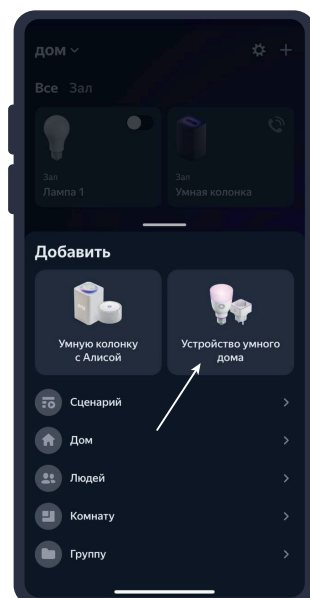 дом
Все Зал
Зал
Лампа 1
Зал
Умная колонка
Добавить
Умную колонку
с Алисой
Устройство умного
дома
Сценарий
Дом
Людей
Комнату
Группу